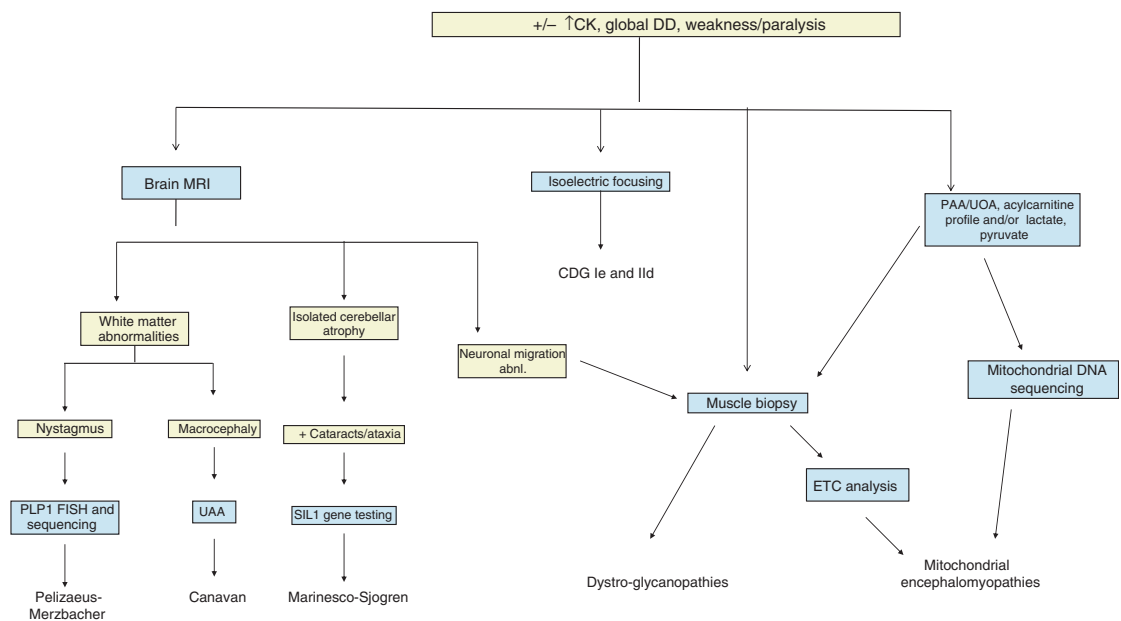 +/– ↑CK, global DD, weakness/paralysis
Brain MRI
Isoelectric focusing
PAA/UOA, acylcarnitine
profile and/or lactate,
pyruvate
CDG Ie and IId
White matter
abnormalities
Isolated cerebellar
atrophy
Neuronal migration
abnl.
Mitochondrial DNA
sequencing
Muscle biopsy
Nystagmus
Macrocephaly
+ Cataracts/ataxia
ETC analysis
PLP1 FISH and
sequencing
UAA
SIL1 gene testing
Dystro-glycanopathies
Mitochondrial
encephalomyopathies
Pelizaeus-
Merzbacher
Canavan
Marinesco-Sjogren